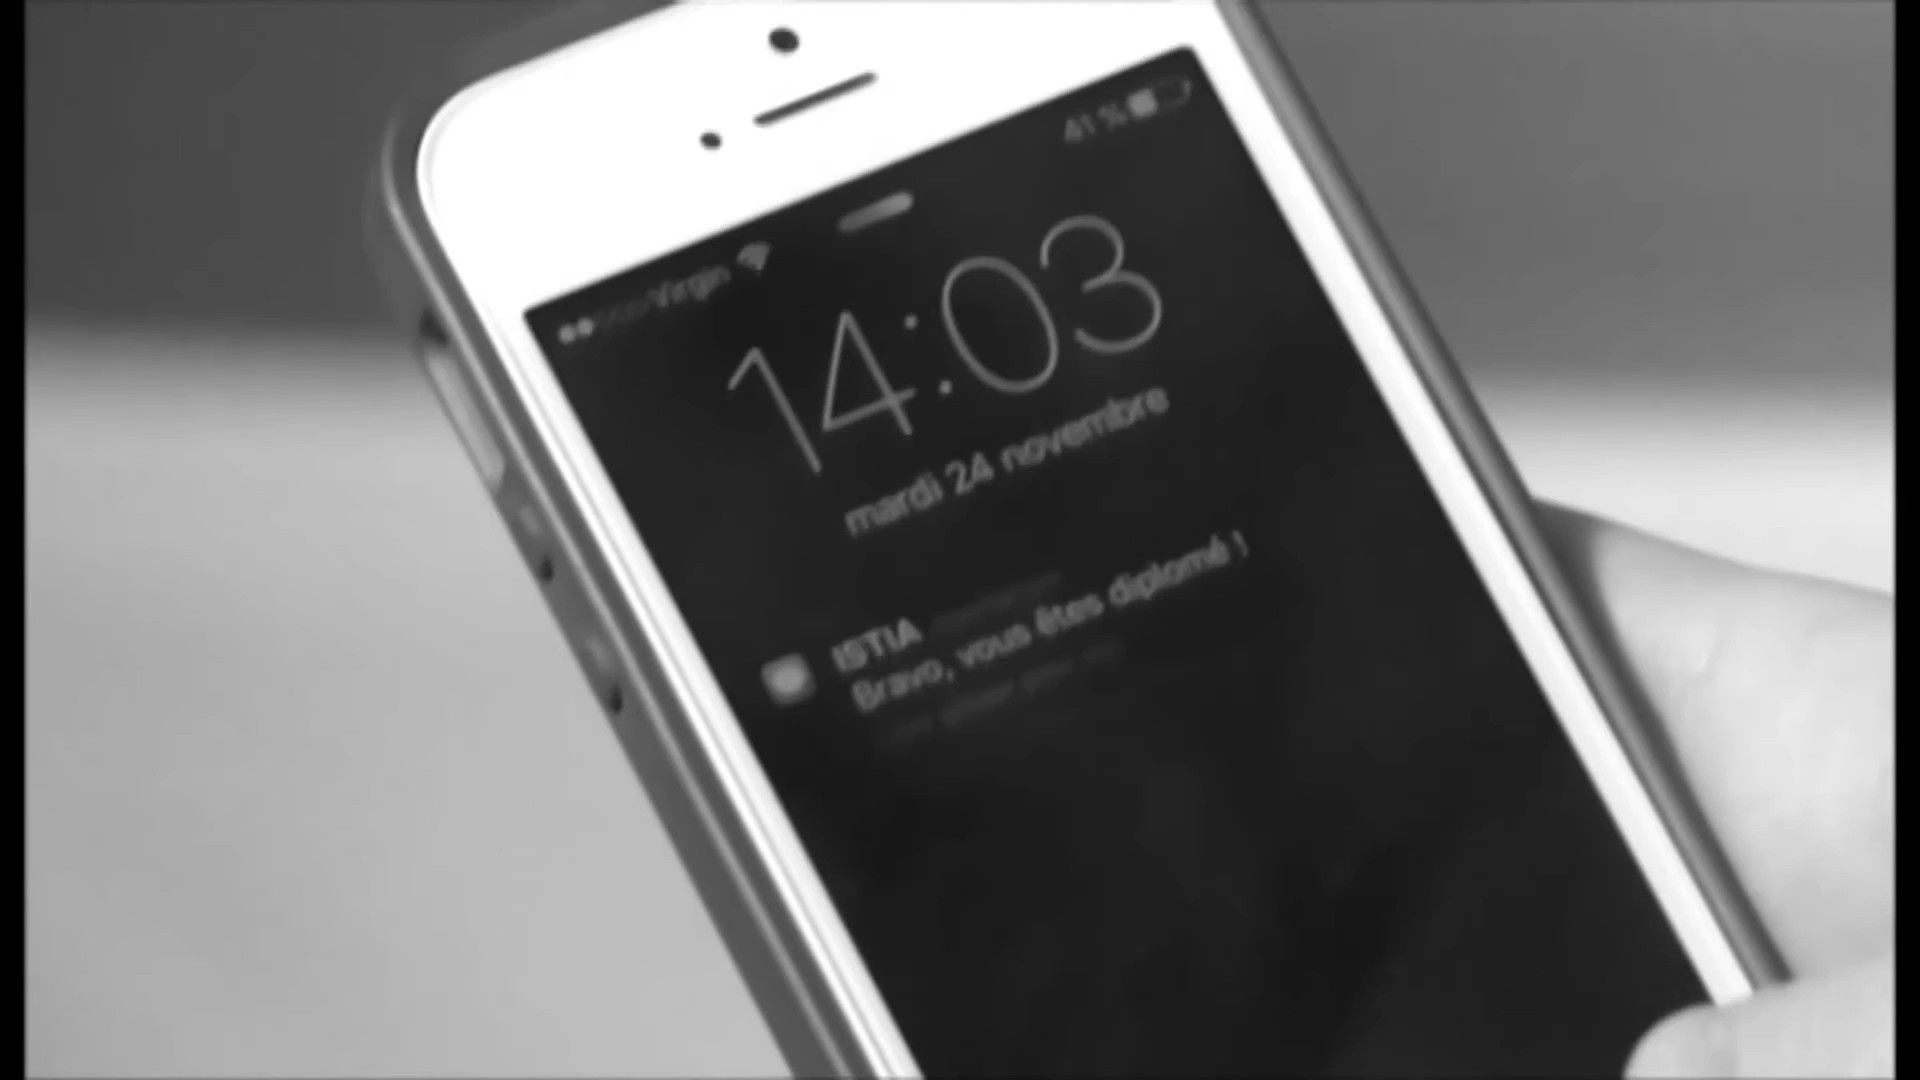 Virgin
41 %
14:03
mardi 24 novembre
ISTIA
Bravo, vous êtes diplomé !